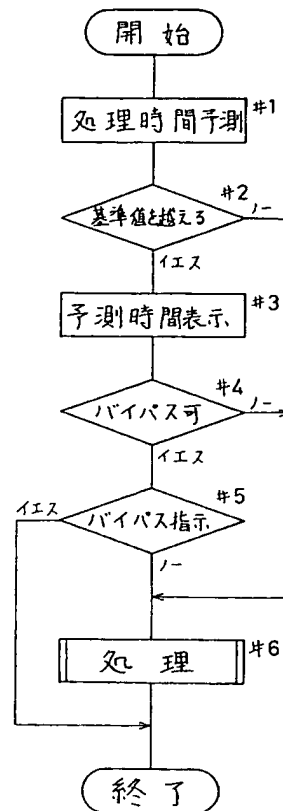 開始
処理時間予測 #1
基準値を越える #2 ノー
イエス
予測時間表示 #3
バイパス可 #4 ノー
イエス
イエス バイパス指示 #5
ノー
処理 #6
終了